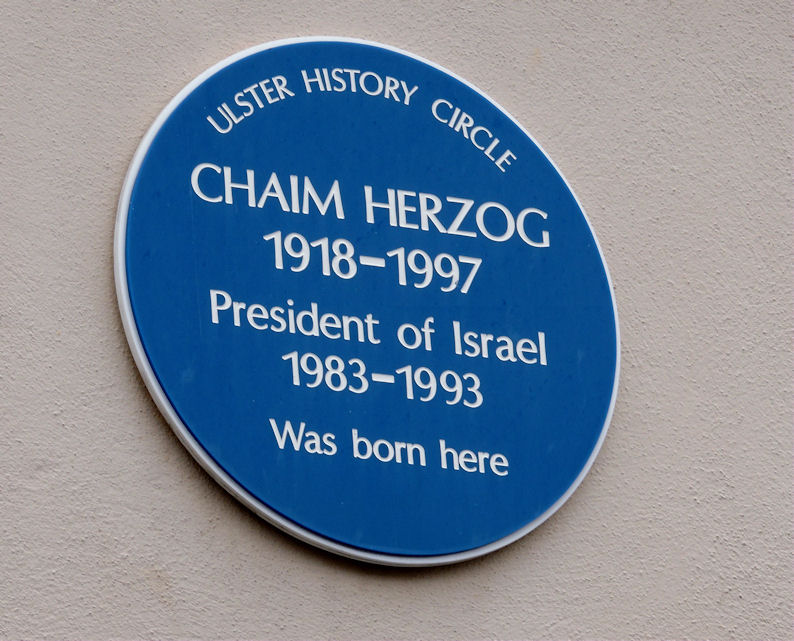 ULSTER HISTORY CIRCLE
CHAIM HERZOG
1918-1997
President of Israel
1983-1993
Was born here